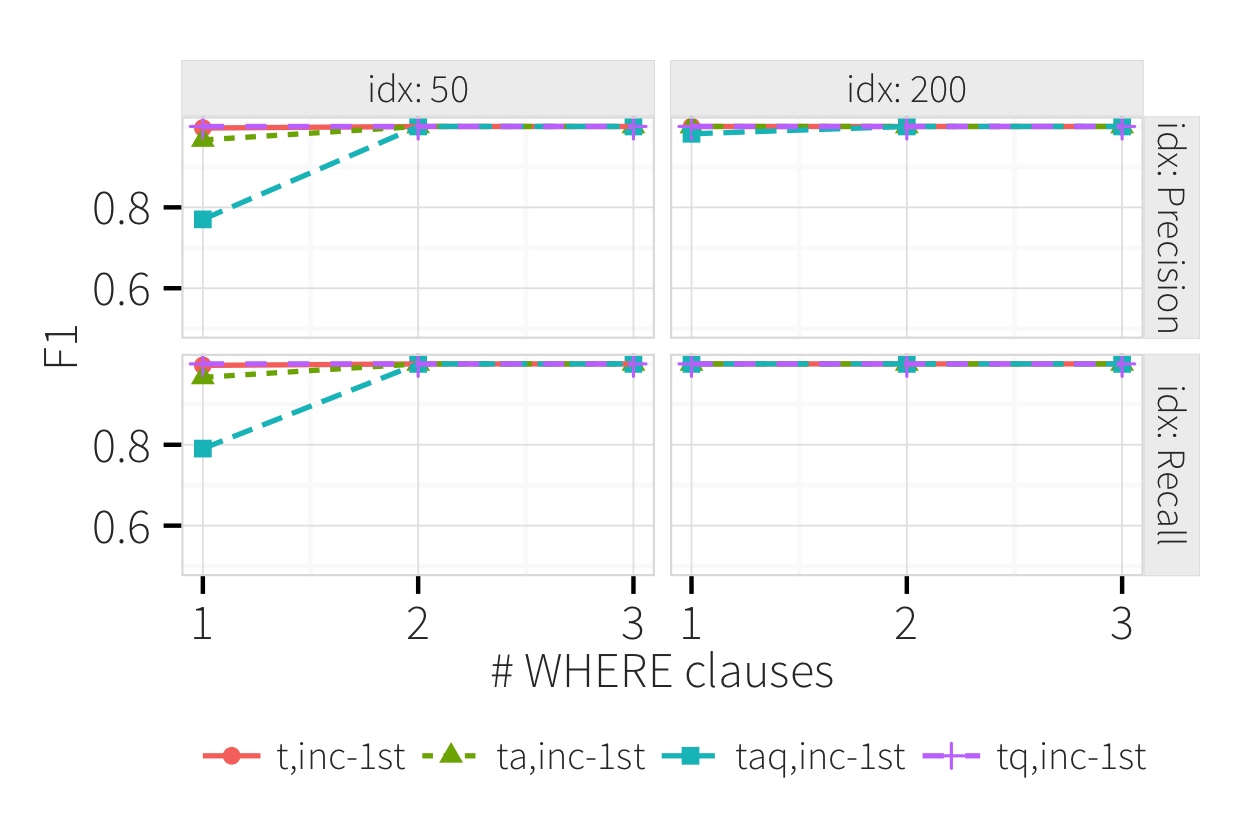 idx: 50
idx: 200
idx: Precision
0.8
0.6
F1
idx: Recall
0.8
0.6
1 2 3 1 2 3
# WHERE clauses
t,inc-1st ta,inc-1st taq,inc-1st tq,inc-1st